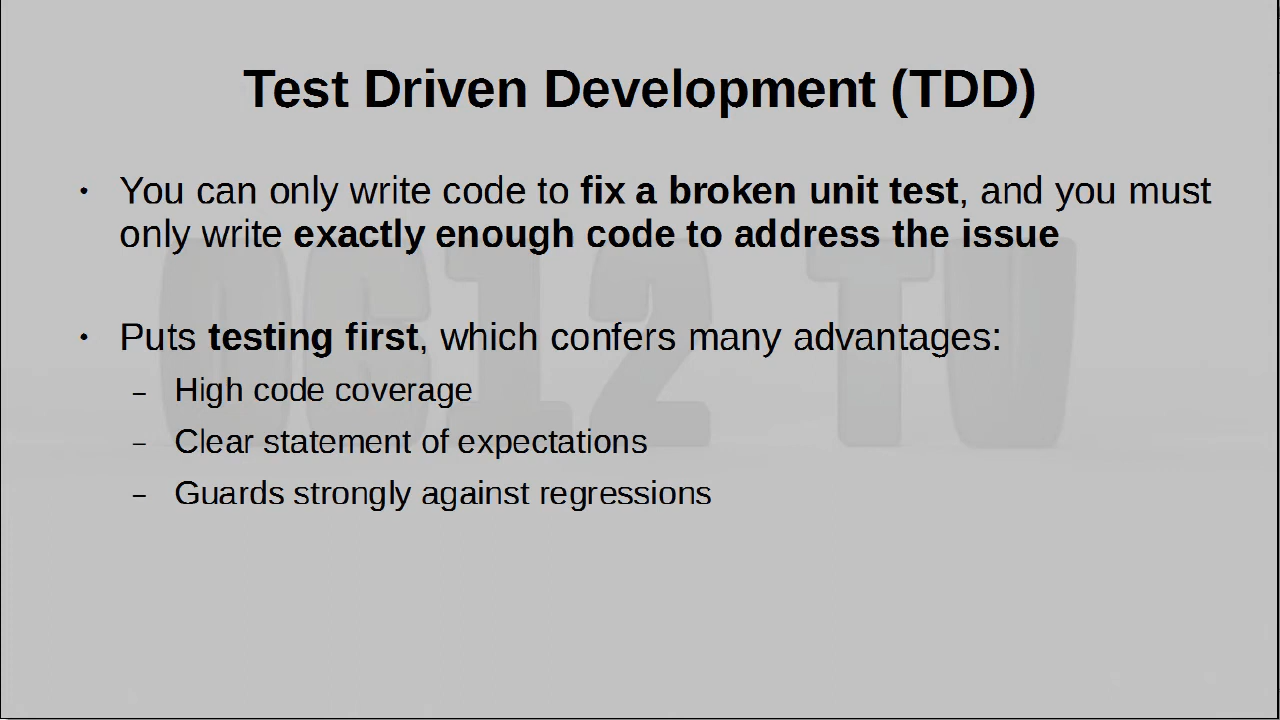 Test Driven Development (TDD)
• You can only write code to fix a broken unit test, and you must
only write exactly enough code to address the issue
• Puts testing first, which confers many advantages:
– High code coverage
– Clear statement of expectations
– Guards strongly against regressions